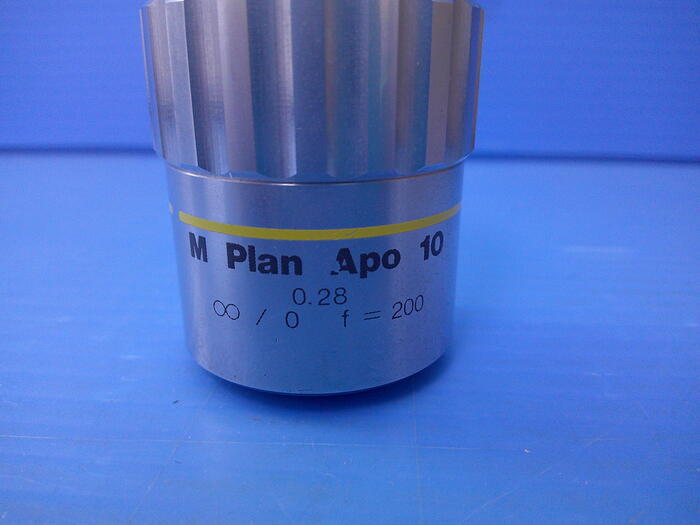 M Plan Apo 10
0.28
∞ / 0 f = 200